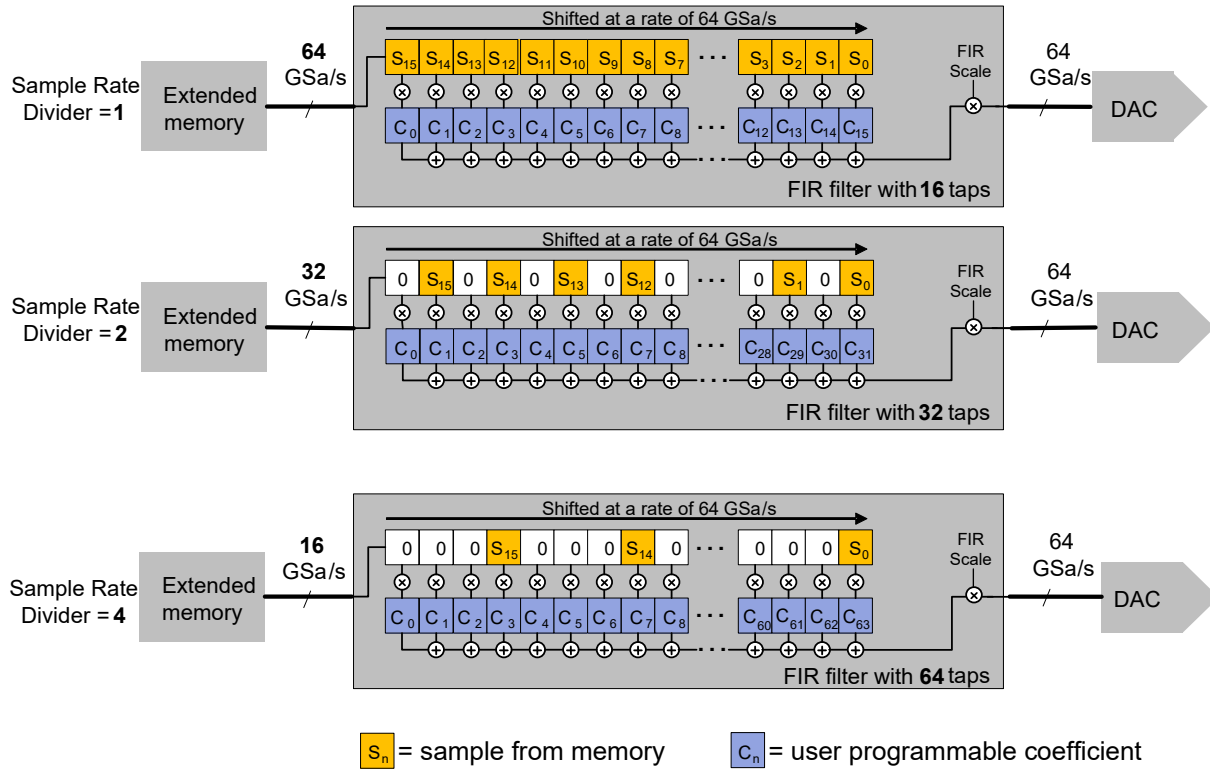 Shifted at a rate of 64 GSa/s
Sample Rate
Divider = 1
Extended
memory
64
GSa/s
S15 S14 S13 S12 S11 S10 S9 S8 S7 · · · S3 S2 S1 S0
C0 C1 C2 C3 C4 C5 C6 C7 C8 · · · C12 C13 C14 C15
· · ·
FIR
Scale
64
GSa/s
DAC
FIR filter with 16 taps
Shifted at a rate of 64 GSa/s
Sample Rate
Divider = 2
Extended
memory
32
GSa/s
0 S15 0 S14 0 S13 0 S12 0 · · · 0 S1 0 S0
C0 C1 C2 C3 C4 C5 C6 C7 C8 · · · C28 C29 C30 C31
· · ·
FIR
Scale
64
GSa/s
DAC
FIR filter with 32 taps
Shifted at a rate of 64 GSa/s
Sample Rate
Divider = 4
Extended
memory
16
GSa/s
0 0 0 S15 0 0 0 S14 0 · · · 0 0 0 S0
C0 C1 C2 C3 C4 C5 C6 C7 C8 · · · C60 C61 C62 C63
· · ·
FIR
Scale
64
GSa/s
DAC
FIR filter with 64 taps
Sn = sample from memory
Cn = user programmable coefficient